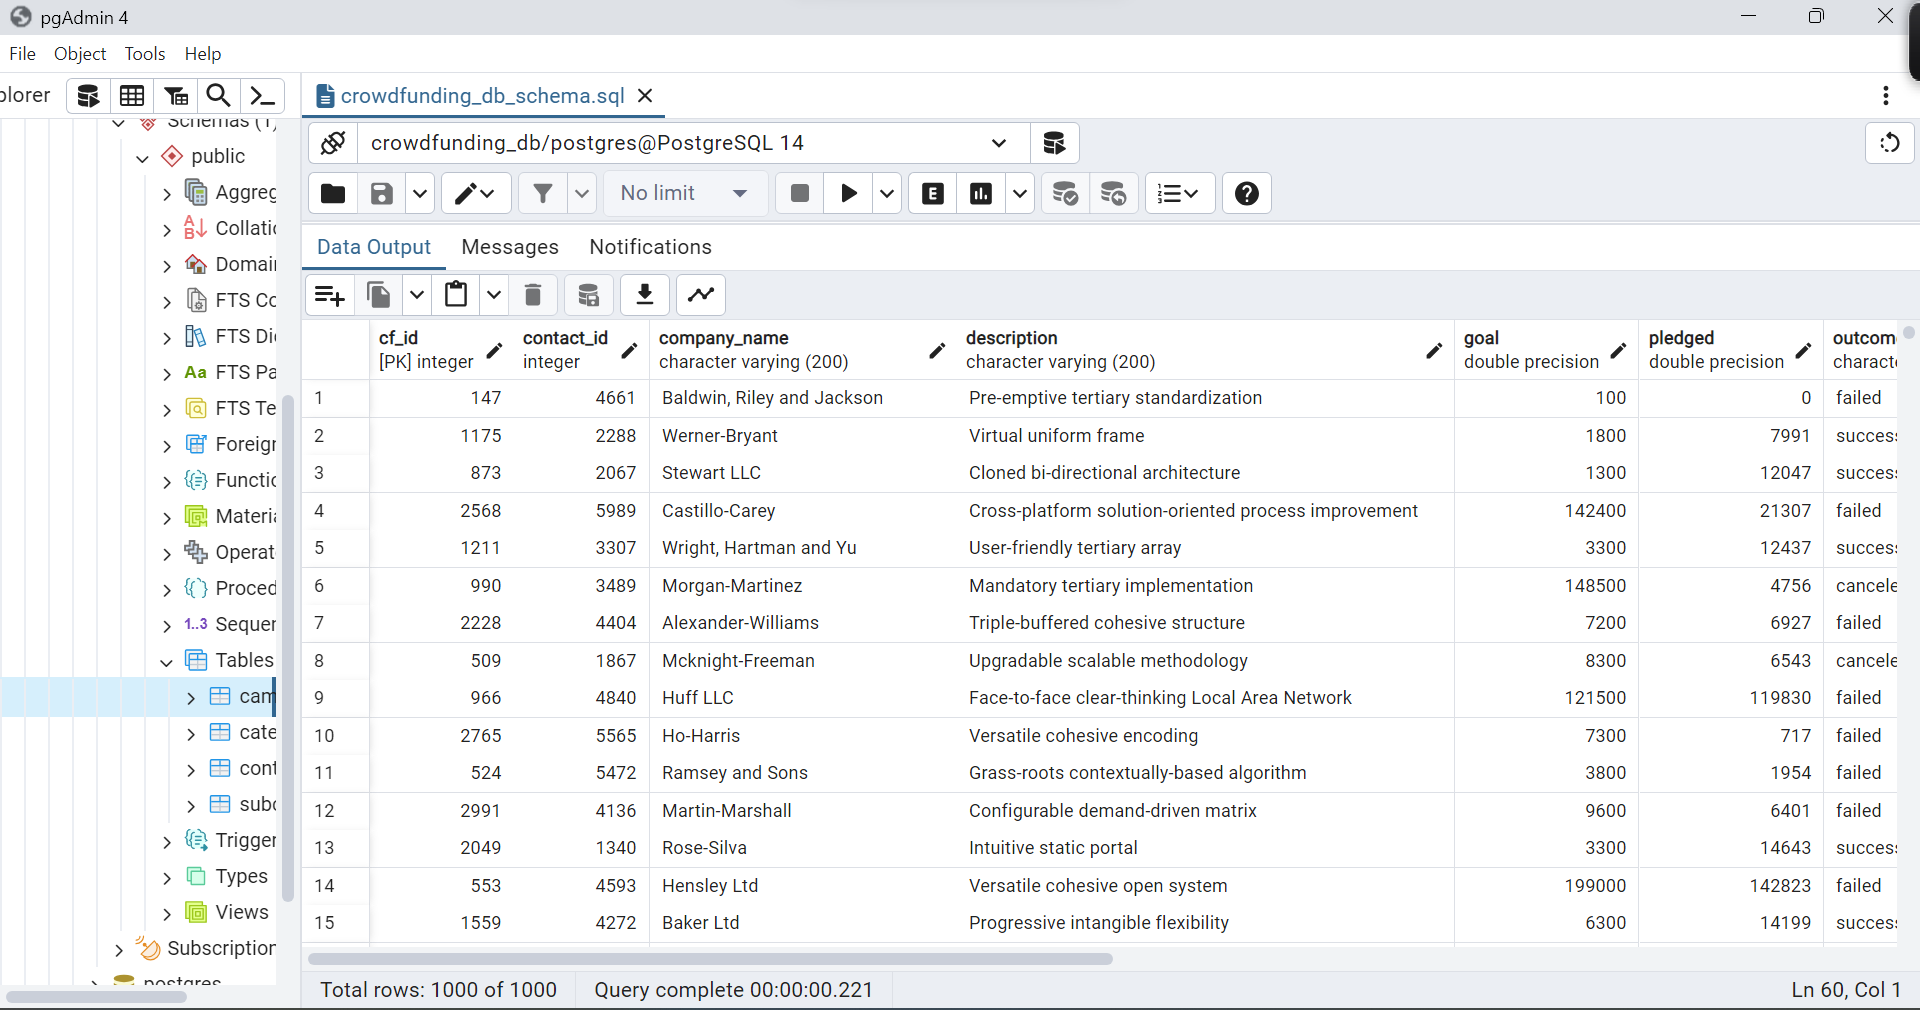 pgAdmin 4
File Object Tools Help
plorer
crowdfunding_db_schema.sql
Schemas (1)
crowdfunding_db/postgres@PostgreSQL 14
public
Aggreg
No limit
E
Collatic
Data Output Messages Notifications
Domai
FTS Co
FTS Di
FTS Pa
FTS Te
Foreigr
Functic
Materia
Operat
Proced
1..3 Sequer
Tables
cam
cate
cont
subc
Trigger
Types
Views
Subscription
postgres
cf_id contact_id company_name description goal pledged outcom
[PK] integer integer character varying (200) character varying (200) double precision double precision charact
1 147 4661 Baldwin, Riley and Jackson Pre-emptive tertiary standardization 100 0 failed
2 1175 2288 Werner-Bryant Virtual uniform frame 1800 7991 succes
3 873 2067 Stewart LLC Cloned bi-directional architecture 1300 12047 succes
4 2568 5989 Castillo-Carey Cross-platform solution-oriented process improvement 142400 21307 failed
5 1211 3307 Wright, Hartman and Yu User-friendly tertiary array 3300 12437 succes
6 990 3489 Morgan-Martinez Mandatory tertiary implementation 148500 4756 cancele
7 2228 4404 Alexander-Williams Triple-buffered cohesive structure 7200 6927 failed
8 509 1867 Mcknight-Freeman Upgradable scalable methodology 8300 6543 cancele
9 966 4840 Huff LLC Face-to-face clear-thinking Local Area Network 121500 119830 failed
10 2765 5565 Ho-Harris Versatile cohesive encoding 7300 717 failed
11 524 5472 Ramsey and Sons Grass-roots contextually-based algorithm 3800 1954 failed
12 2991 4136 Martin-Marshall Configurable demand-driven matrix 9600 6401 failed
13 2049 1340 Rose-Silva Intuitive static portal 3300 14643 succes
14 553 4593 Hensley Ltd Versatile cohesive open system 199000 142823 failed
15 1559 4272 Baker Ltd Progressive intangible flexibility 6300 14199 succes
Total rows: 1000 of 1000 Query complete 00:00:00.221 Ln 60, Col 1